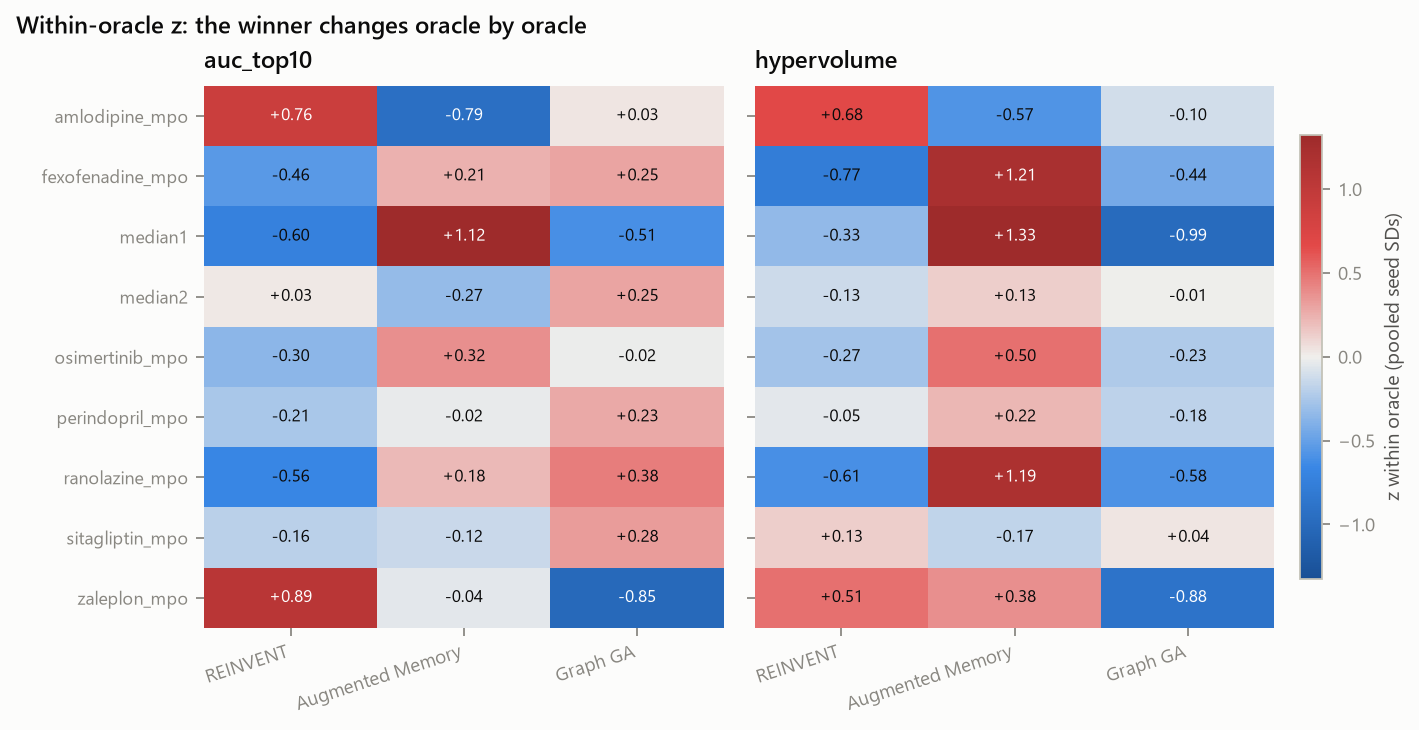 Within-oracle z: the winner changes oracle by oracle
auc_top10
hypervolume
amlodipine_mpo +0.76 -0.79 +0.03 +0.68 -0.57 -0.10
fexofenadine_mpo -0.46 +0.21 +0.25 -0.77 +1.21 -0.44
median1 -0.60 +1.12 -0.51 -0.33 +1.33 -0.99
median2 +0.03 -0.27 +0.25 -0.13 +0.13 -0.01
osimertinib_mpo -0.30 +0.32 -0.02 -0.27 +0.50 -0.23
perindopril_mpo -0.21 -0.02 +0.23 -0.05 +0.22 -0.18
ranolazine_mpo -0.56 +0.18 +0.38 -0.61 +1.19 -0.58
sitagliptin_mpo -0.16 -0.12 +0.28 +0.13 -0.17 +0.04
zaleplon_mpo +0.89 -0.04 -0.85 +0.51 +0.38 -0.88
REINVENT Augmented Memory Graph GA REINVENT Augmented Memory Graph GA
1.0
0.5
0.0
−0.5
−1.0
z within oracle (pooled seed SDs)